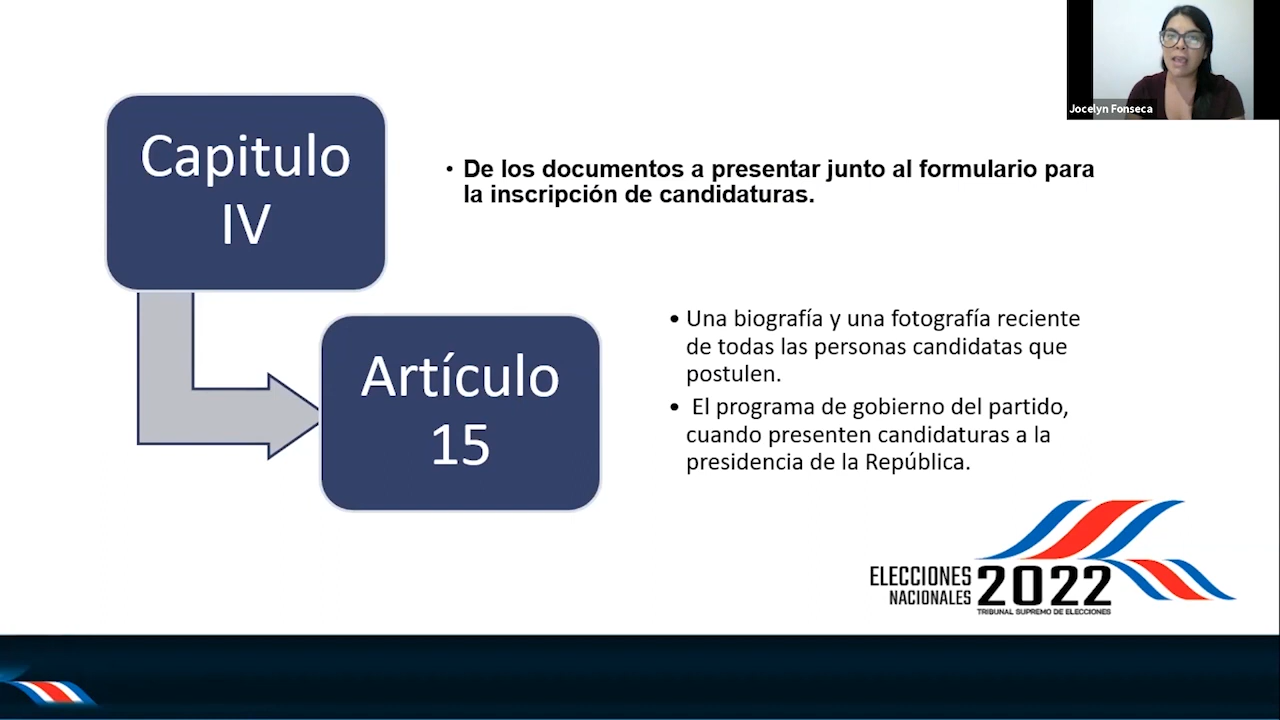 Jocelyn Fonseca
Capitulo
IV
• De los documentos a presentar junto al formulario para
la inscripción de candidaturas.
Artículo
15
• Una biografía y una fotografía reciente
de todas las personas candidatas que
postulen.
• El programa de gobierno del partido,
cuando presenten candidaturas a la
presidencia de la República.
ELECCIONES
NACIONALES
2022
TRIBUNAL SUPREMO DE ELECCIONES